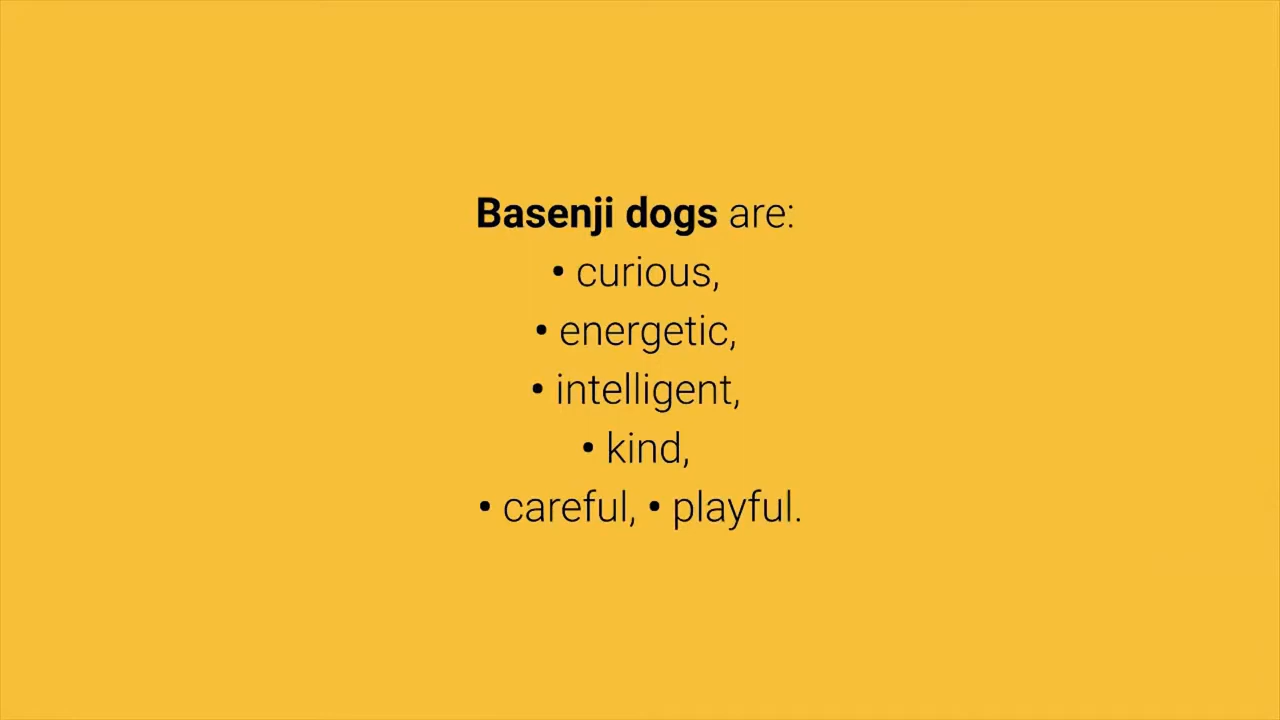 Basenji dogs are:
• curious,
• energetic,
• intelligent,
• kind,
• careful, • playful.